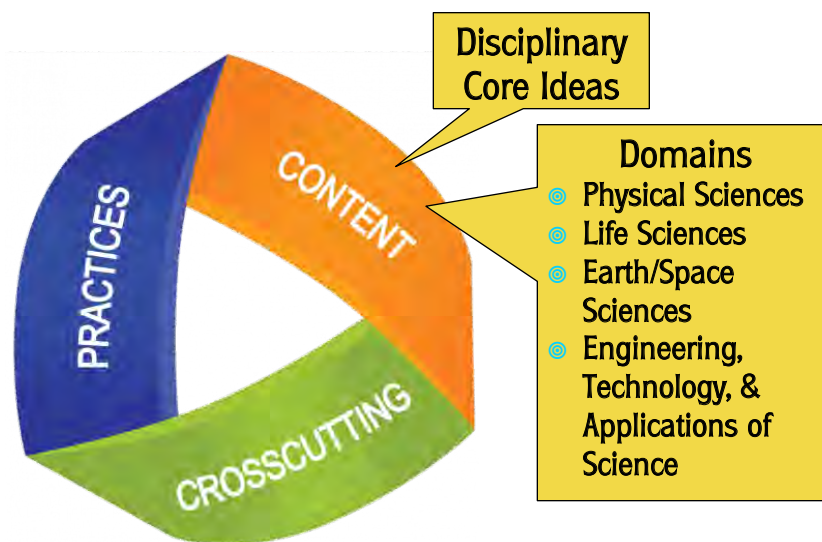 Disciplinary
Core Ideas
Domains
Physical Sciences
Life Sciences
Earth/Space
Sciences
Engineering,
Technology, &
Applications of
Science
CONTENT
PRACTICES
CROSSCUTTING